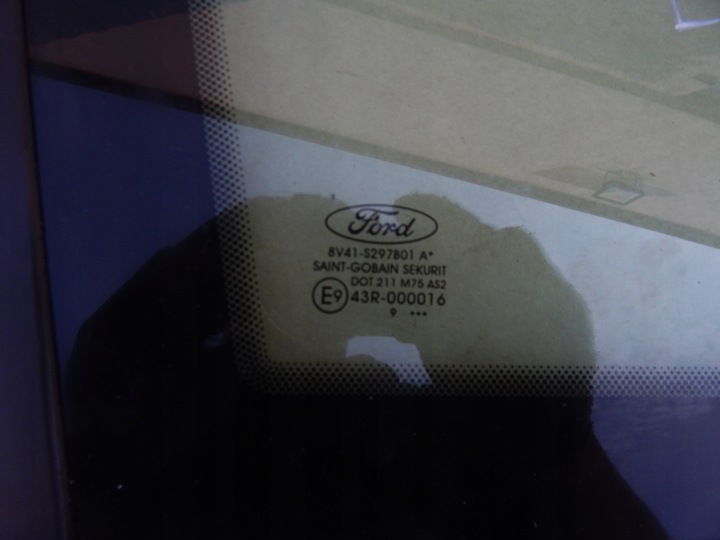 Ford
8V41-S297B01 A*
SAINT-GOBAIN SEKURIT
DOT 211 M75 AS2
E9 43R-000016
9 •••